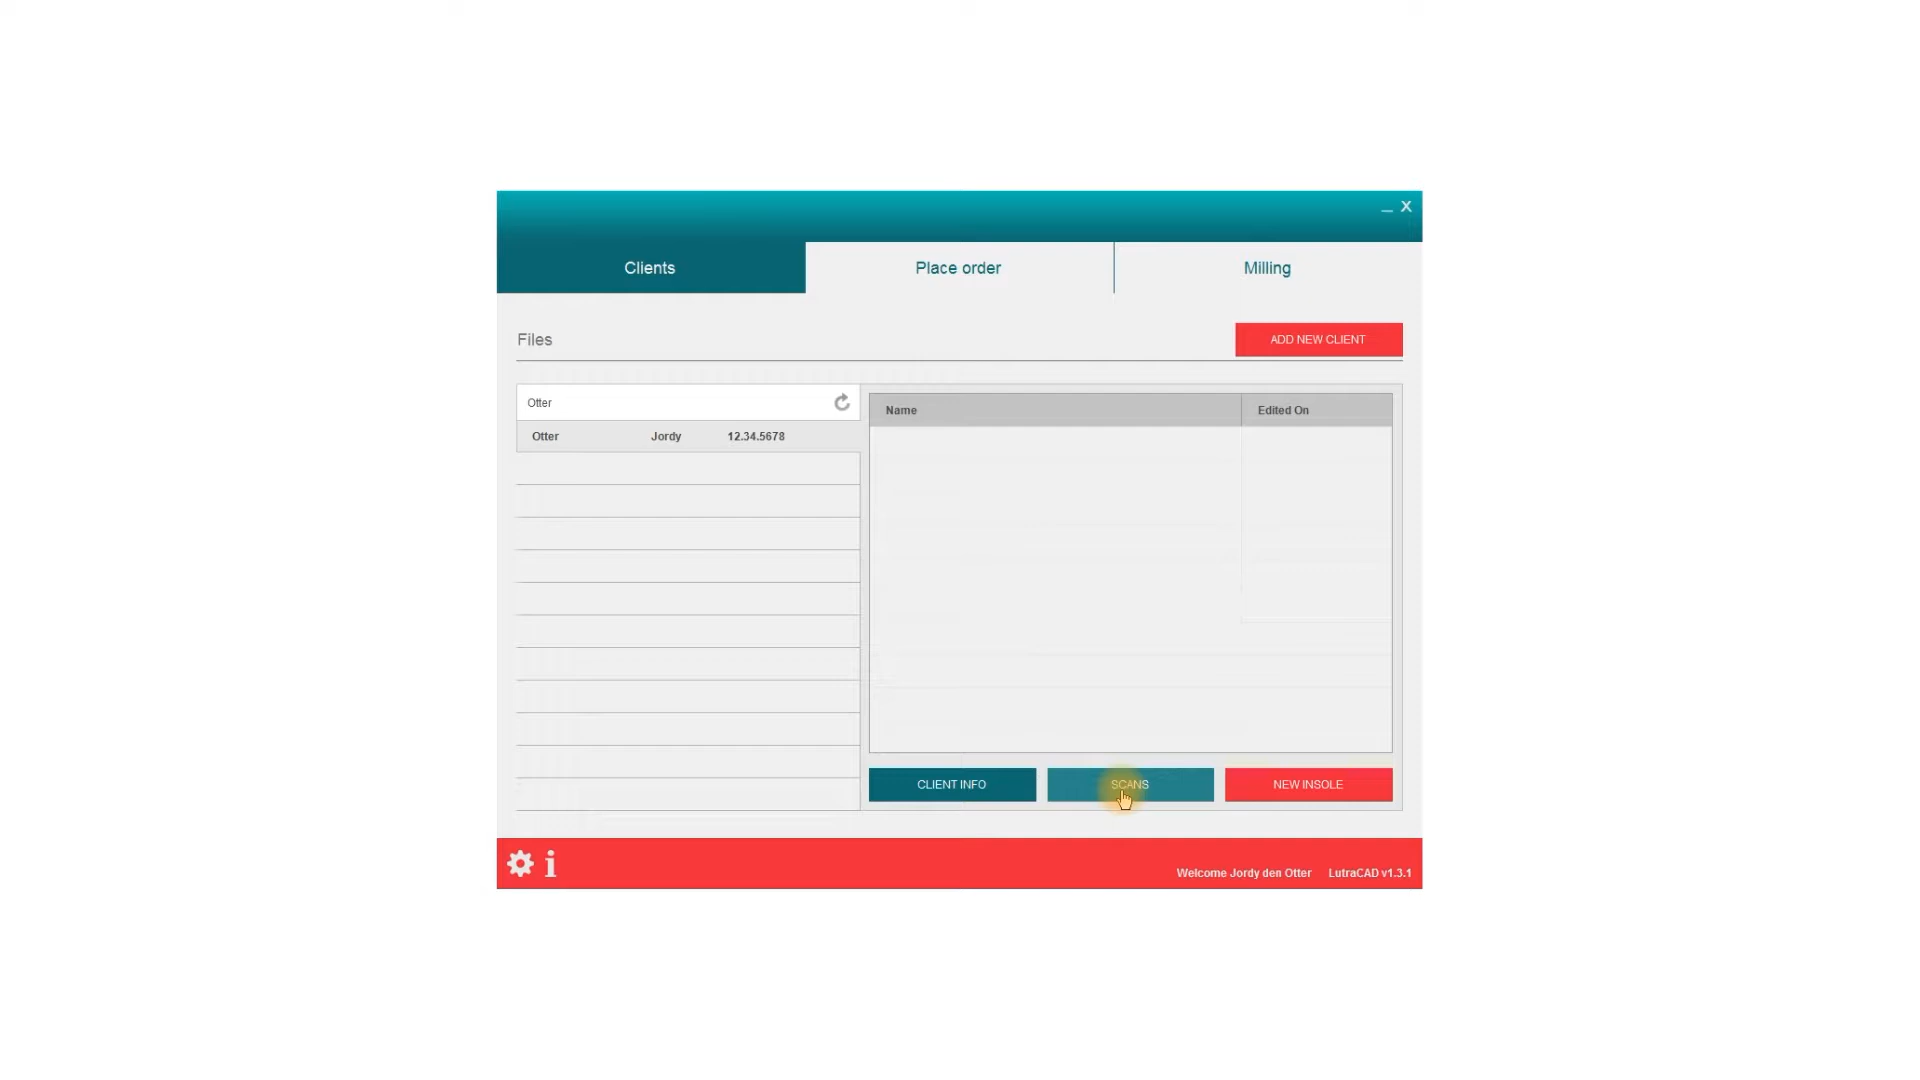 _ X
Clients Place order Milling
Files
ADD NEW CLIENT
Otter
Name Edited On
Otter Jordy 12.34.5678
CLIENT INFO SCANS NEW INSOLE
i
Welcome Jordy den Otter LutraCAD v1.3.1